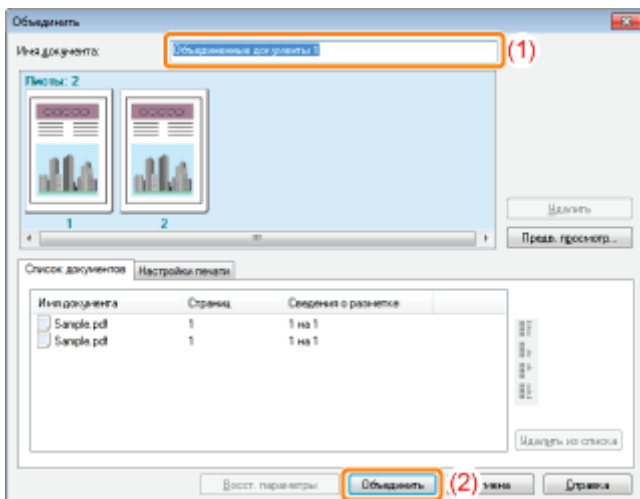 Объединить
Имя документа:
Объединенные документы 1
(1)
Листы: 2
1
2
Удалить
Предв. просмотр...
Список документов
Настройки печати
Имя документа Страниц Сведения о разметке
Sample.pdf 1 1 на 1
Sample.pdf 1 1 на 1
Удалить из списка
Восст. параметры
Объединить
(2)
Справка